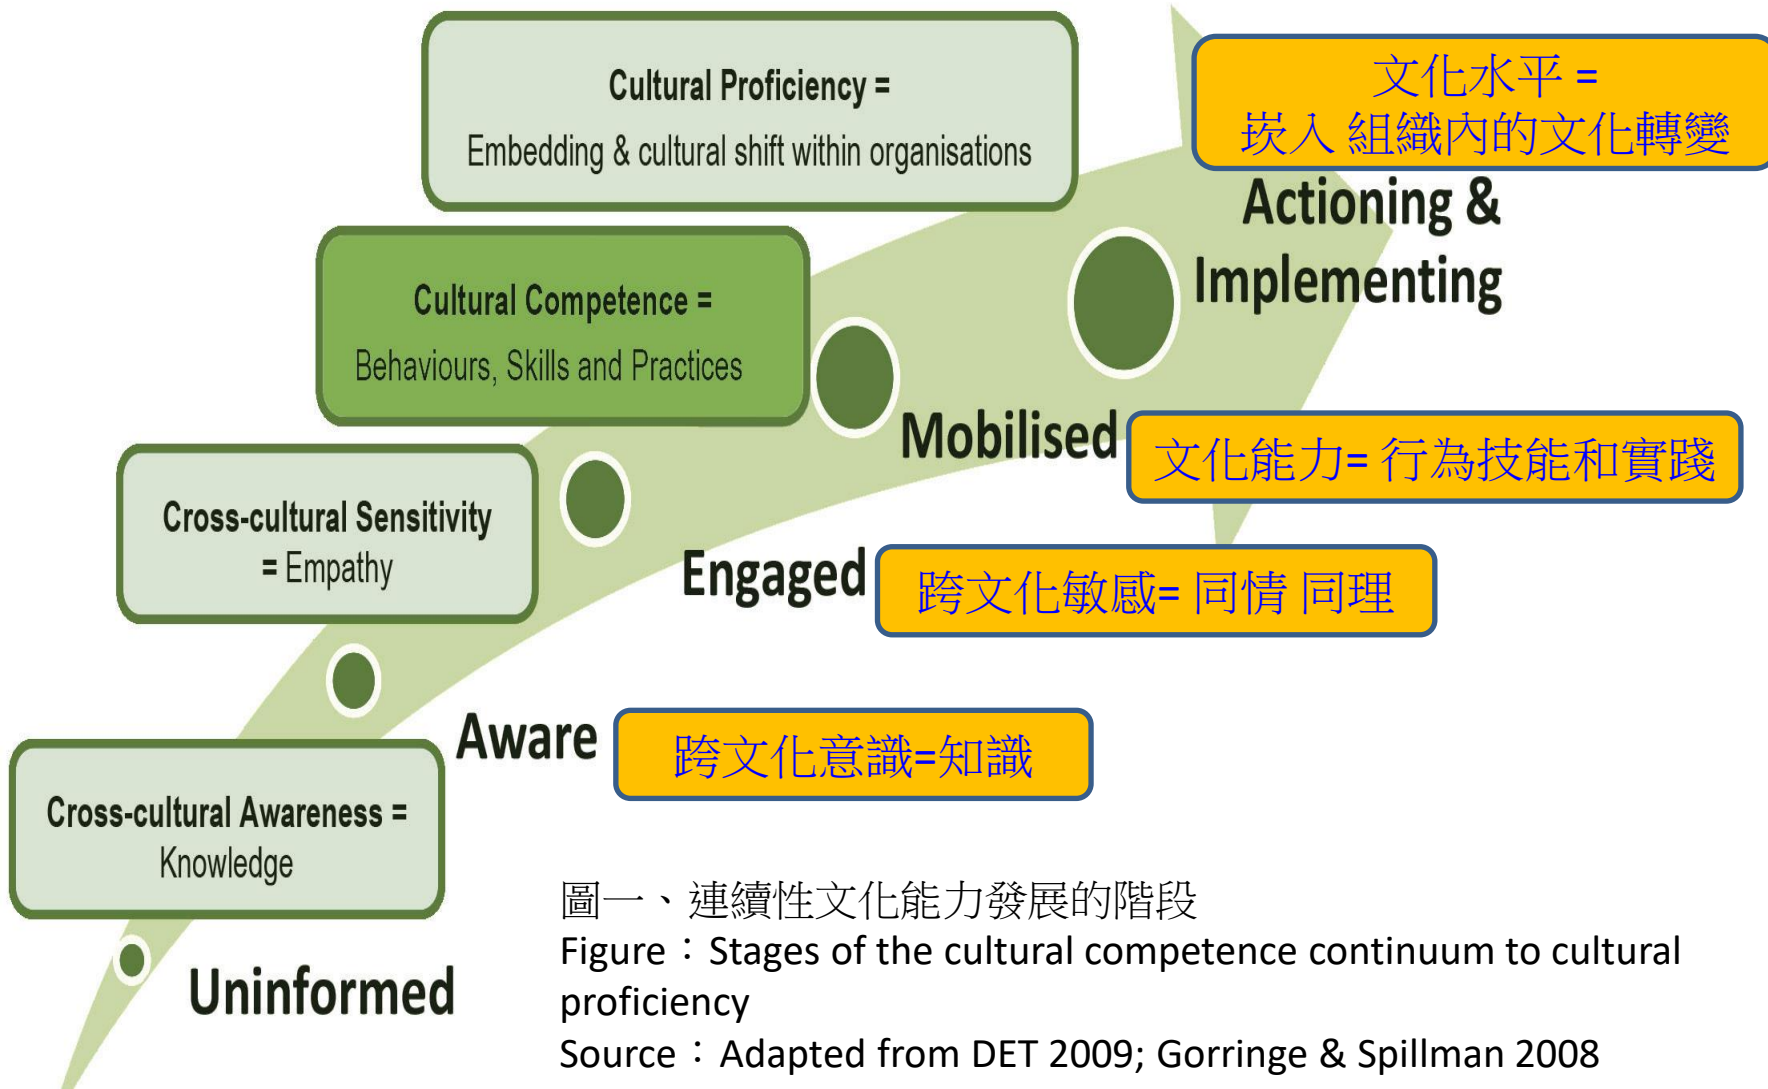 Cultural Proficiency =
Embedding & cultural shift within organisations
文化水平 =
崁入 組織內的文化轉變
Actioning &
Implementing
Cultural Competence =
Behaviours, Skills and Practices
Mobilised
文化能力= 行為技能和實踐
Cross-cultural Sensitivity
= Empathy
Engaged
跨文化敏感= 同情 同理
Aware
跨文化意識=知識
Cross-cultural Awareness =
Knowledge
Uninformed
圖一、連續性文化能力發展的階段
Figure：Stages of the cultural competence continuum to cultural
proficiency
Source：Adapted from DET 2009; Gorringe & Spillman 2008